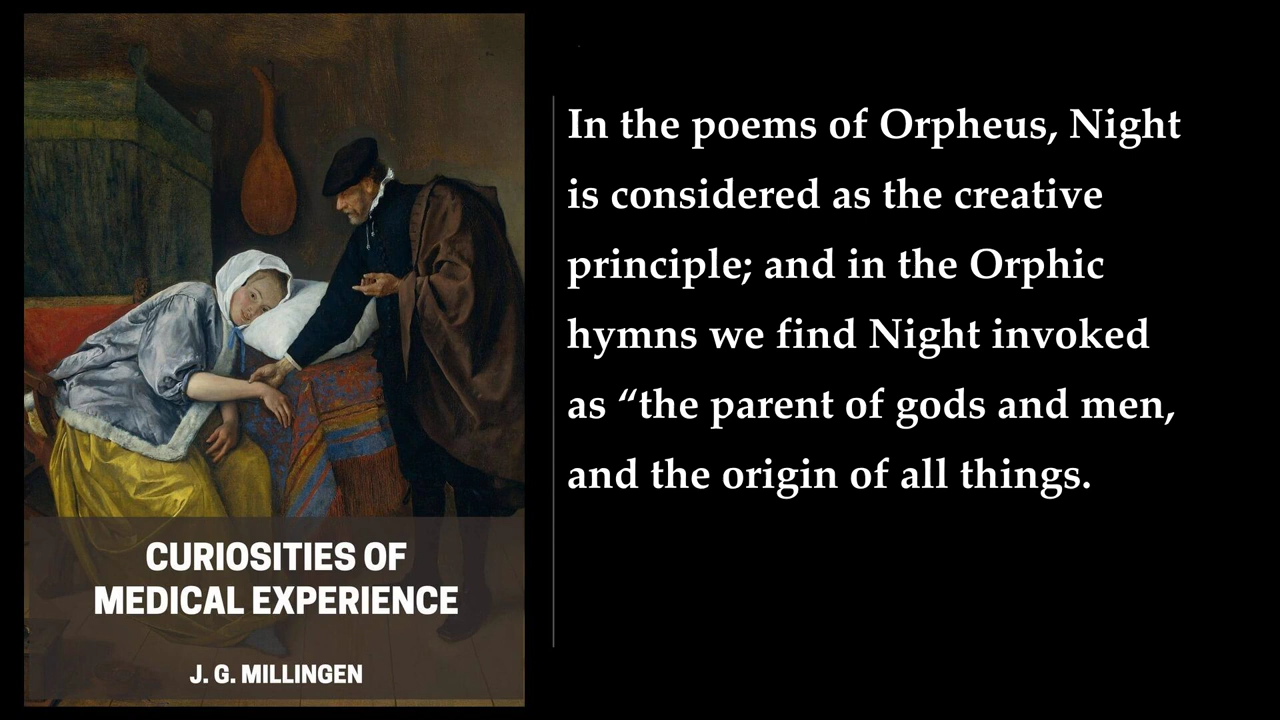 In the poems of Orpheus, Night
is considered as the creative
principle; and in the Orphic
hymns we find Night invoked
as “the parent of gods and men,
and the origin of all things.
CURIOSITIES OF
MEDICAL EXPERIENCE
J. G. MILLINGEN